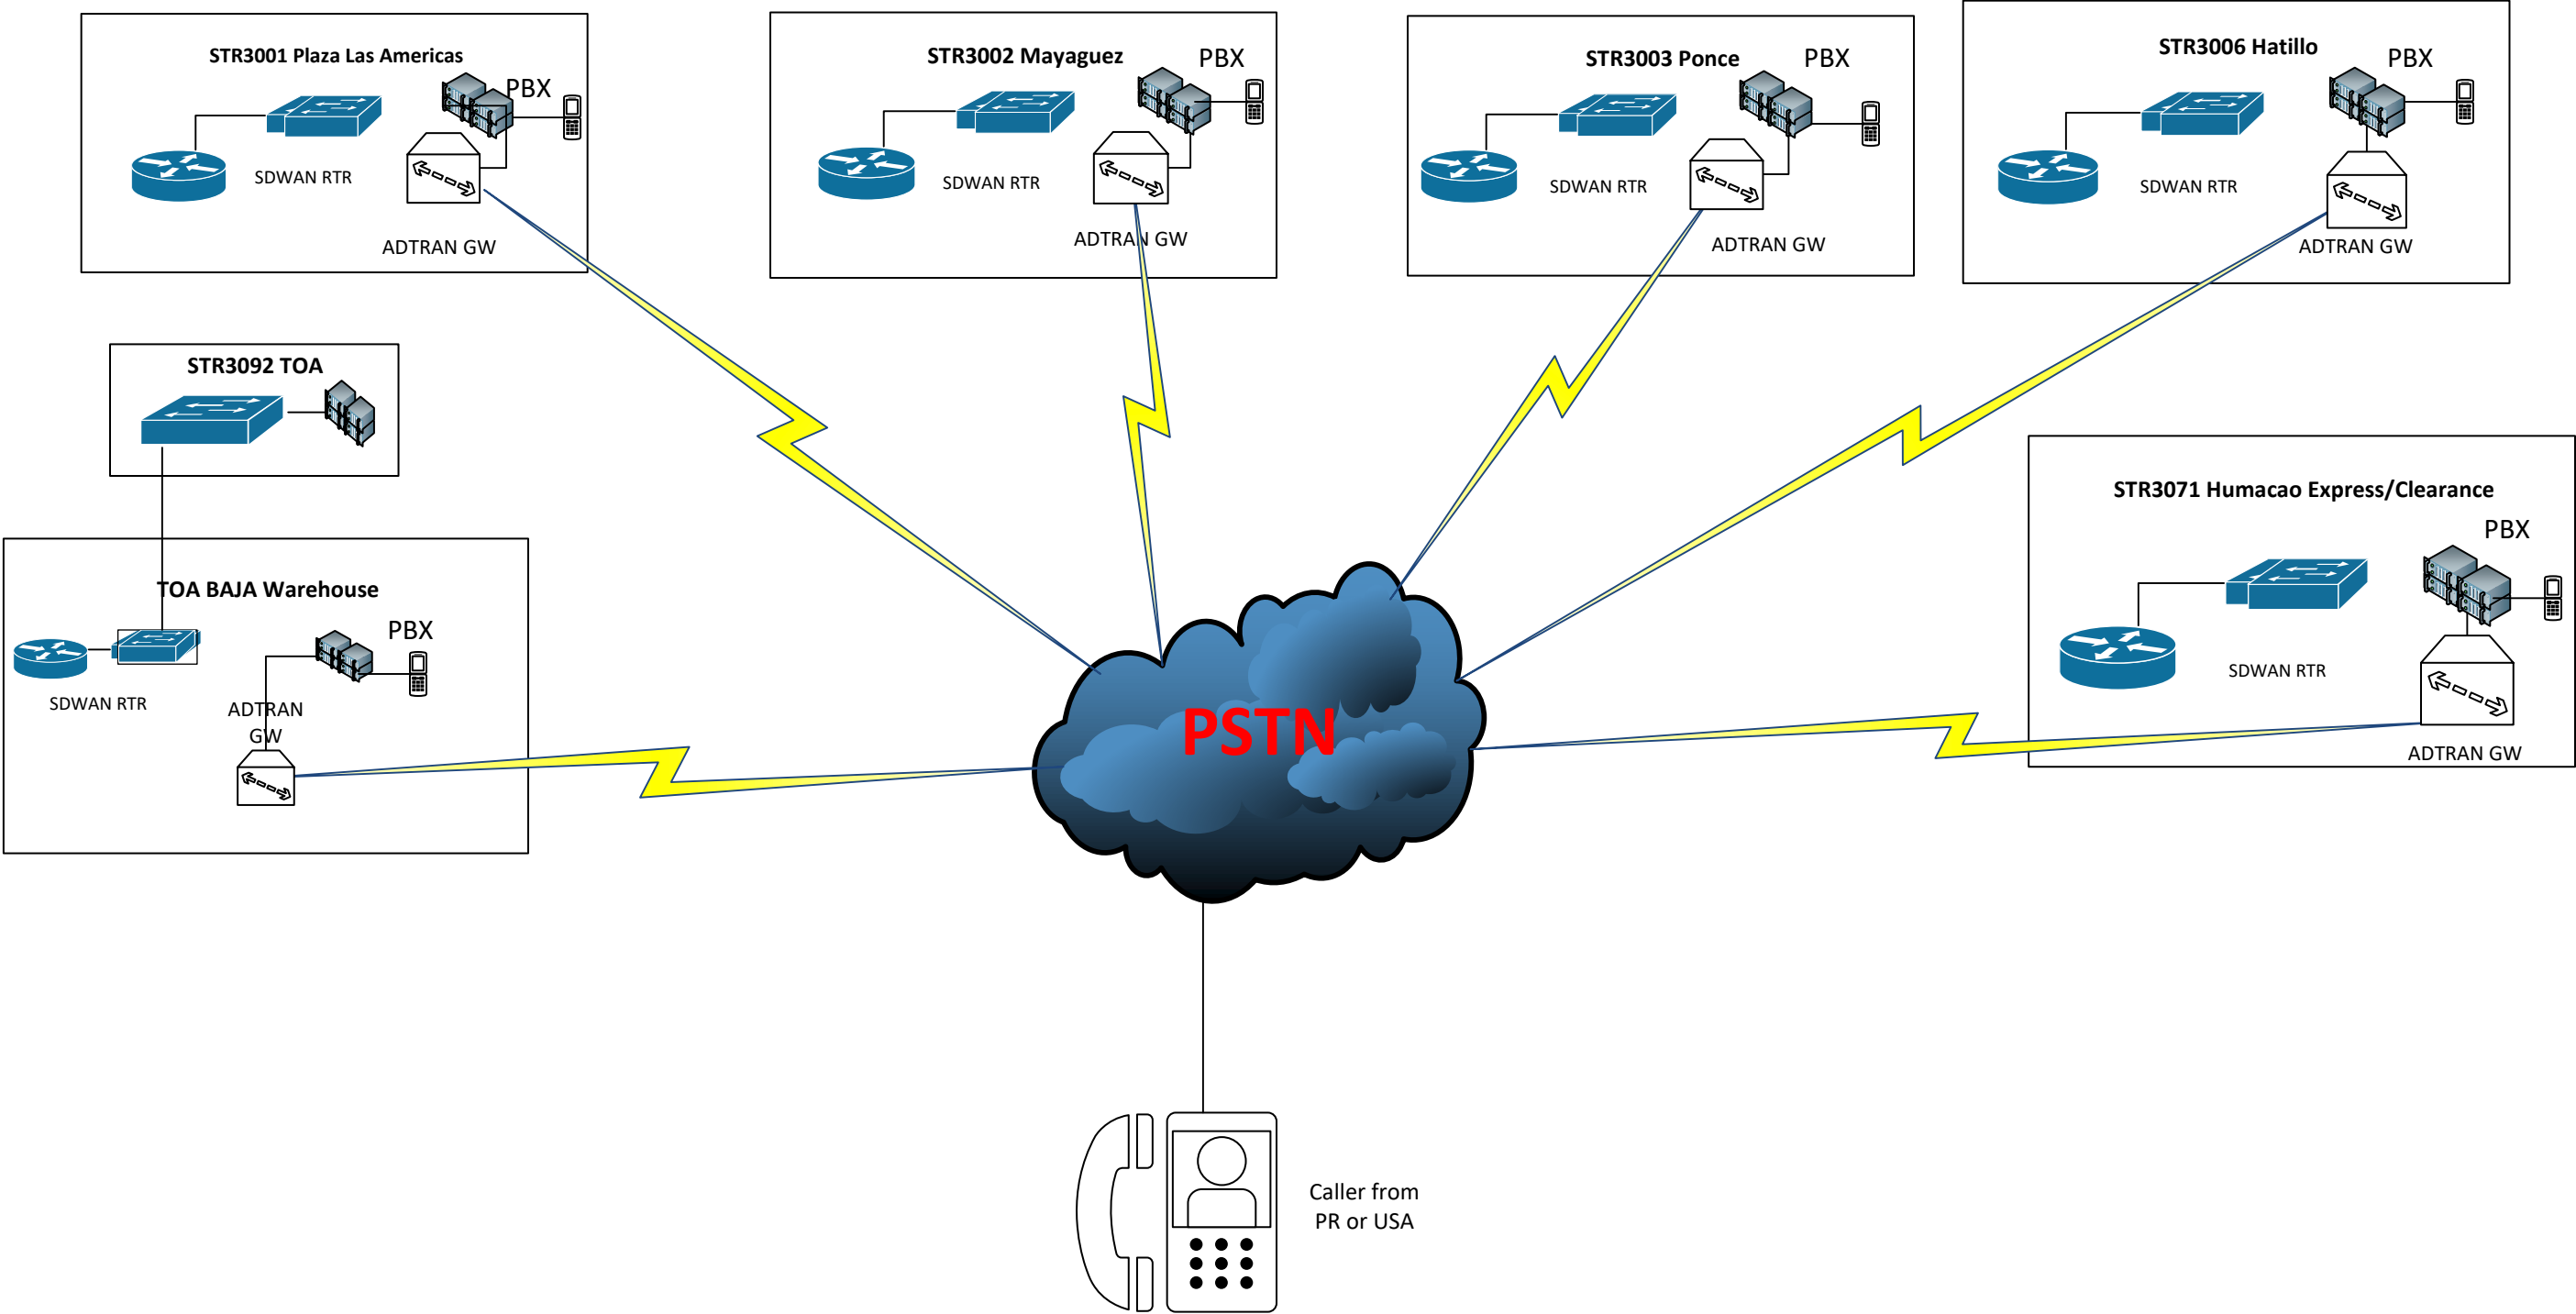 STR3001 Plaza Las Americas
PBX
SDWAN RTR
ADTRAN GW
STR3002 Mayaguez
PBX
SDWAN RTR
ADTRAN GW
STR3003 Ponce
PBX
SDWAN RTR
ADTRAN GW
STR3006 Hatillo
PBX
SDWAN RTR
ADTRAN GW
STR3092 TOA
STR3071 Humacao Express/Clearance
PBX
SDWAN RTR
ADTRAN GW
TOA BAJA Warehouse
PBX
SDWAN RTR
ADTRAN
GW
PSTN
Caller from
PR or USA